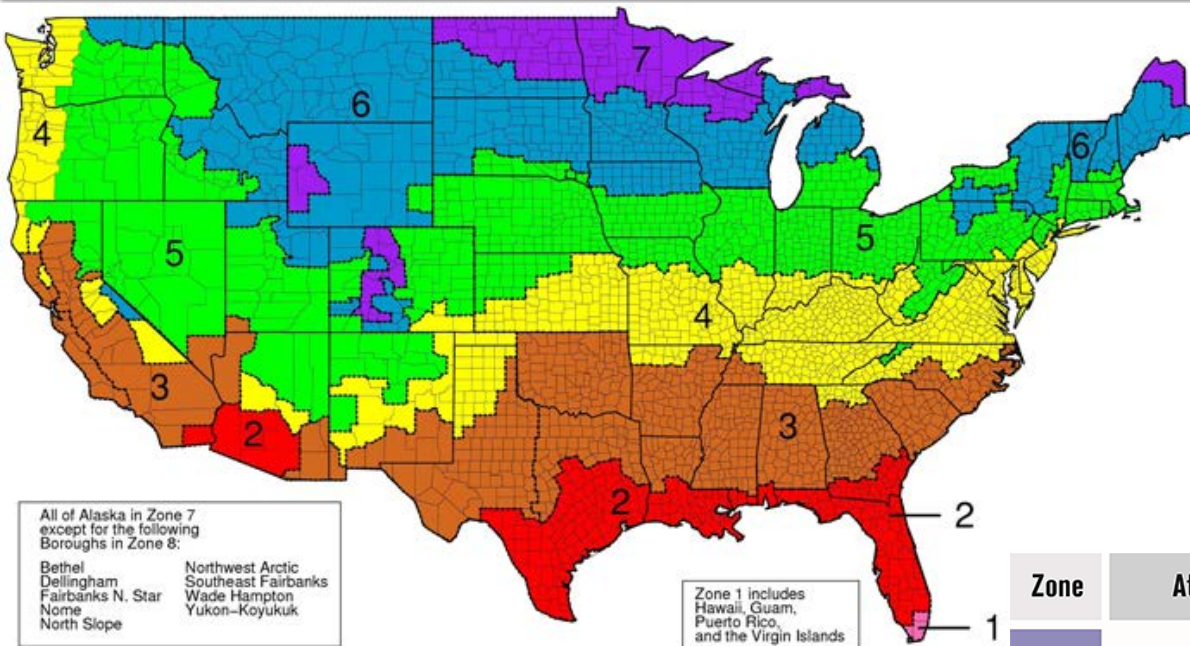 7
6
4
6
5
5
4
3
2
3
2
2
1
All of Alaska in Zone 7
except for the following
Boroughs in Zone 8:
Bethel
Dellingham
Fairbanks N. Star
Nome
North Slope
Northwest Arctic
Southeast Fairbanks
Wade Hampton
Yukon-Koyukuk
Zone 1 includes
Hawaii, Guam,
Puerto Rico,
and the Virgin Islands
Zone